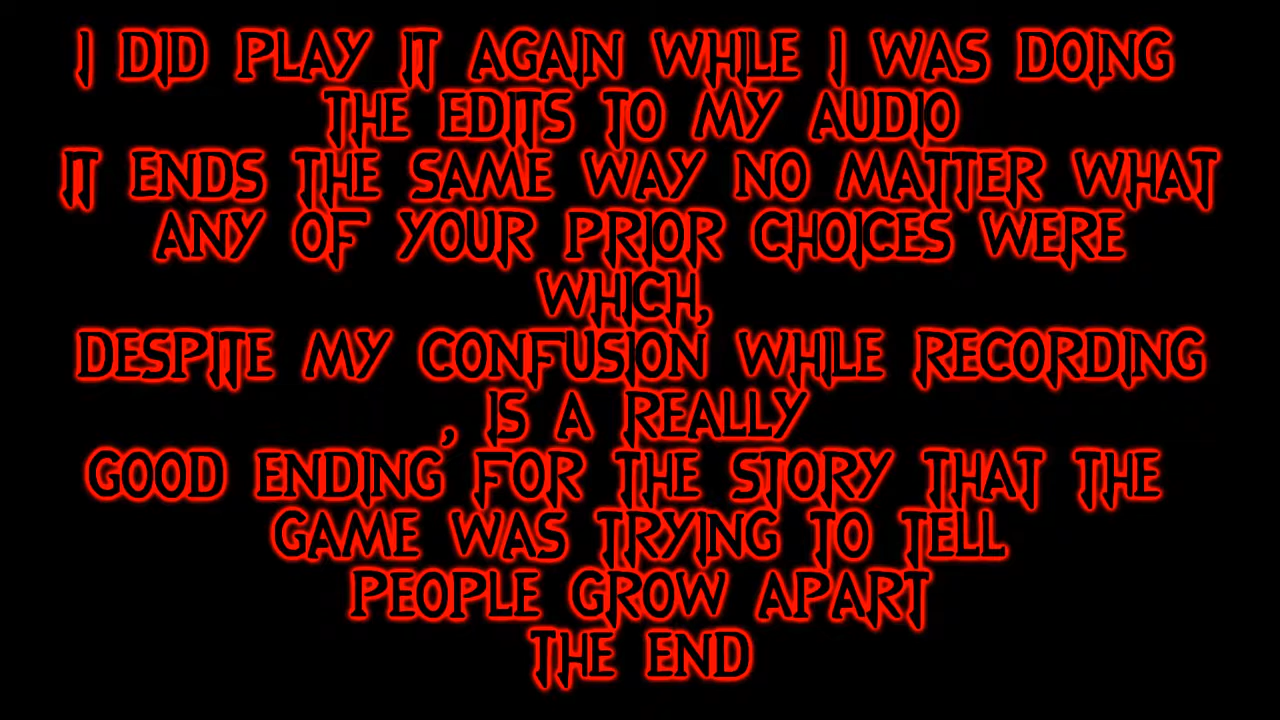 I DID PLAY IT AGAIN WHILE I WAS DOING
THE EDITS TO MY AUDIO
IT ENDS THE SAME WAY NO MATTER WHAT
ANY OF YOUR PRIOR CHOICES WERE
WHICH,
DESPITE MY CONFUSION WHILE RECORDING
, IS A REALLY
GOOD ENDING FOR THE STORY THAT THE
GAME WAS TRYING TO TELL
PEOPLE GROW APART
THE END